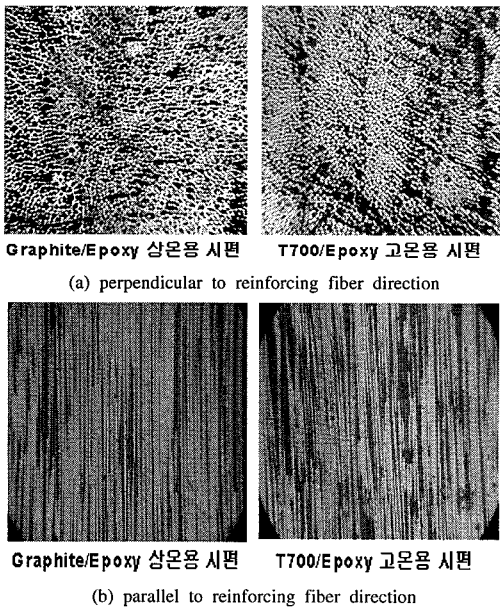 Graphite/Epoxy 상온용 시편 T700/Epoxy 고온용 시편
(a) perpendicular to reinforcing fiber direction
Graphite/Epoxy 상온용 시편 T700/Epoxy 고온용 시편
(b) parallel to reinforcing fiber direction